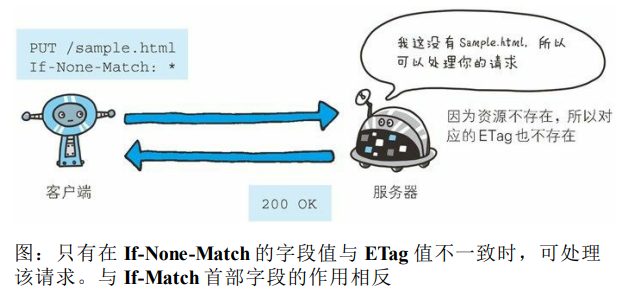 PUT /sample.html
If-None-Match: *
我这没有Sample.html, 所以
可以处理你的请求
因为资源不存在，所以对
应的ETag也不存在
客户端
服务器
200 OK
图：只有在 If-None-Match 的字段值与 ETag 值不一致时，可处理
该请求。与 If-Match 首部字段的作用相反